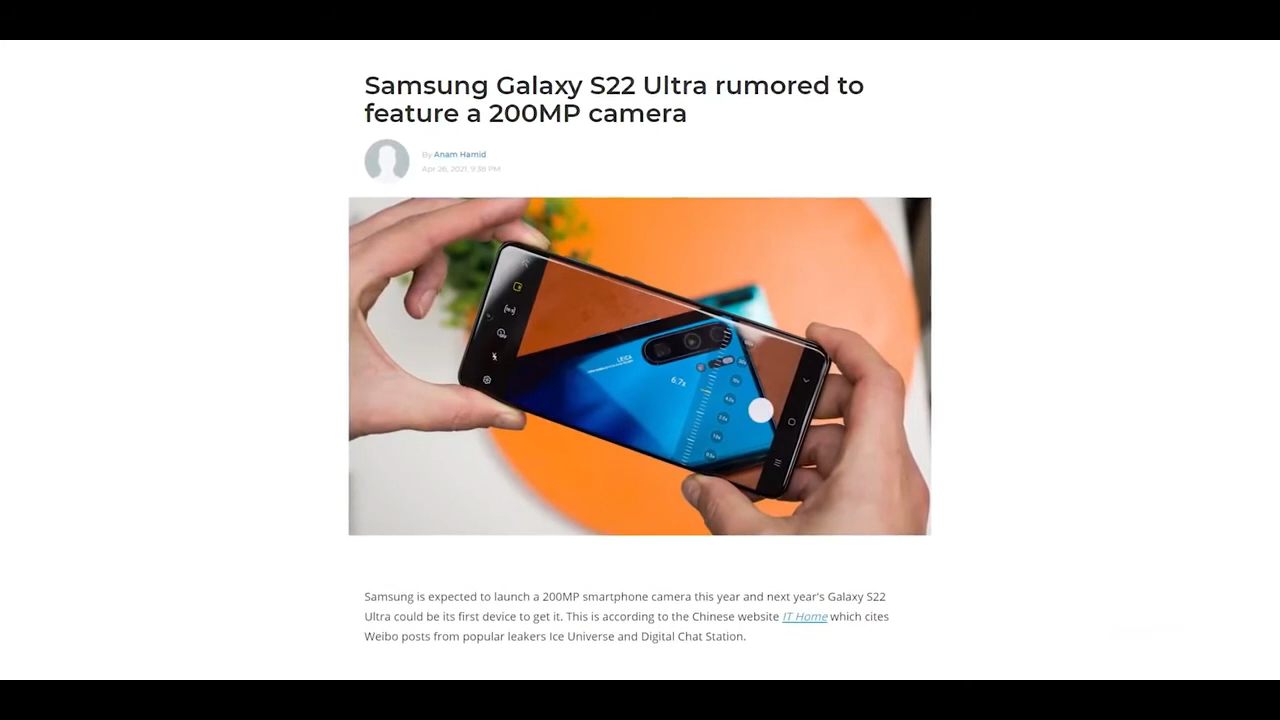 Samsung Galaxy S22 Ultra rumored to
feature a 200MP camera
By Anam Hamid
Apr 26, 2021, 9:38 PM
LEICA
6.7x
Samsung is expected to launch a 200MP smartphone camera this year and next year's Galaxy S22
Ultra could be its first device to get it. This is according to the Chinese website IT Home which cites
Weibo posts from popular leakers Ice Universe and Digital Chat Station.